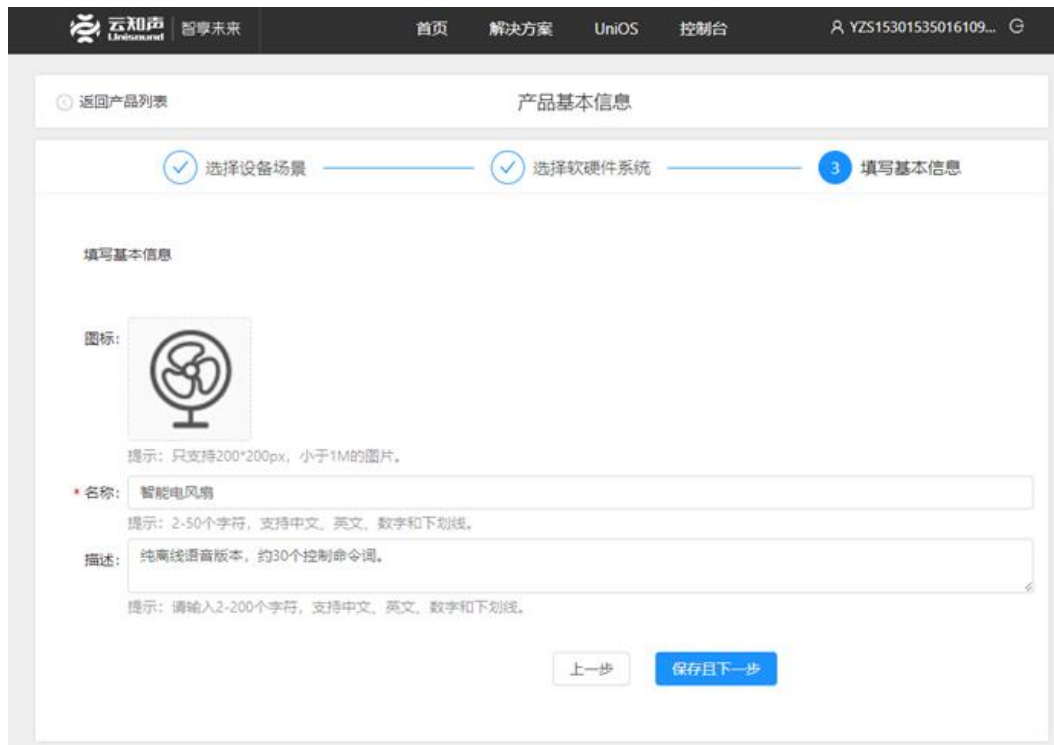 云知声 Unisound 智享未来 首页 解决方案 UniOS 控制台 YZS15301535016109...
返回产品列表 产品基本信息
选择设备场景 选择软硬件系统 3 填写基本信息
填写基本信息
图标：
提示：只支持200*200px，小于1M的图片。
* 名称： 智能电风扇
提示：2-50个字符，支持中文、英文、数字和下划线。
描述： 纯离线语音版本，约30个控制命令词。
提示：请输入2-200个字符，支持中文、英文、数字和下划线。
上一步 保存且下一步